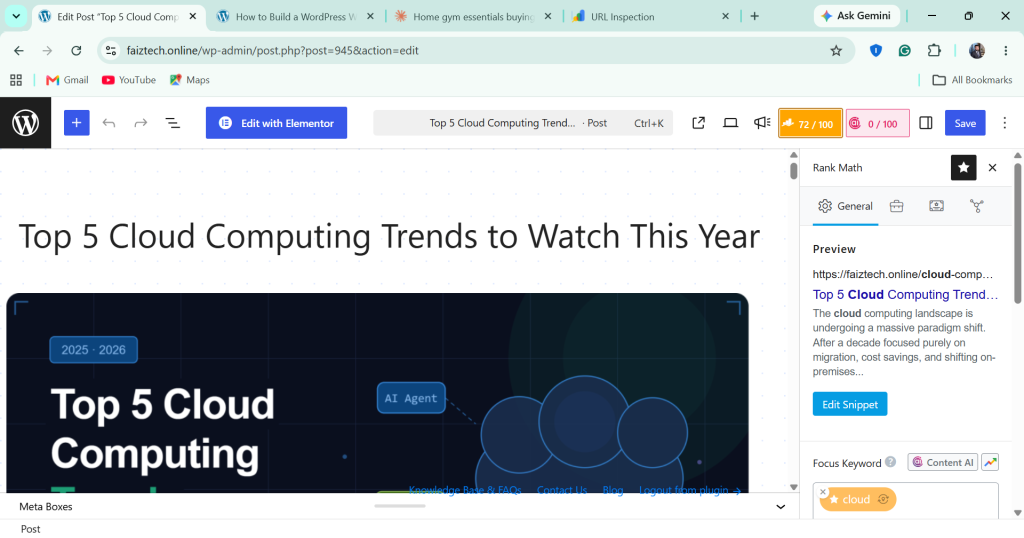 Edit Post "Top 5 Cloud Comp
How to Build a WordPress W
Home gym essentials buying
URL Inspection
Ask Gemini
faiztech.online/wp-admin/post.php?post=945&action=edit
Gmail
YouTube
Maps
All Bookmarks
Edit with Elementor
Top 5 Cloud Computing Trend... · Post Ctrl+K
72 / 100
0 / 100
Save
Top 5 Cloud Computing Trends to Watch This Year
2025 · 2026
Top 5 Cloud
Computing
AI Agent
Knowledge Base & FAQs Contact Us Blog Logout from plugin →
Meta Boxes
Post
Rank Math
General
Preview
https://faiztech.online/cloud-comp...
Top 5 Cloud Computing Trend...
The cloud computing landscape is
undergoing a massive paradigm shift.
After a decade focused purely on
migration, cost savings, and shifting on-
premises...
Edit Snippet
Focus Keyword
Content AI
cloud